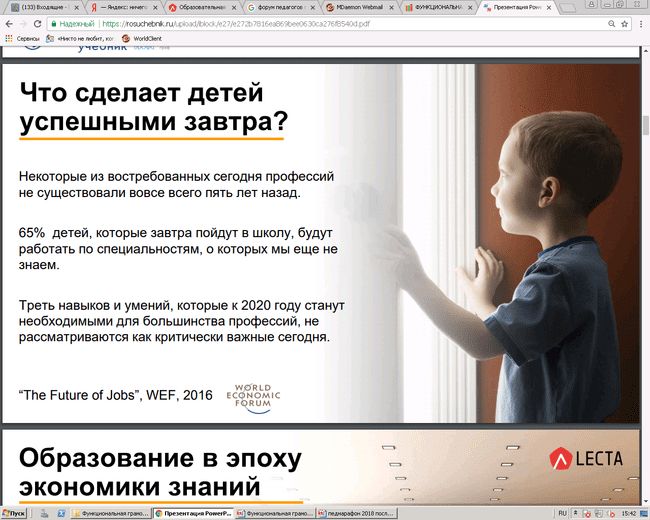 (133) Входящие -
— Яндекс: ничего
Образовательная
форум педагогов
MDaemon Webmail
ФУНКЦИОНАЛЬНА
Презентация PowerP
Надежный
https://rosuchebnik.ru/upload/iblock/e27/e272b7816ea869bee0630ca276f8540d.pdf
Сервисы
«Никто не любит, ког
WorldClient
учебник
Что сделает детей
успешными завтра?
Некоторые из востребованных сегодня профессий
не существовали вовсе всего пять лет назад.
65% детей, которые завтра пойдут в школу, будут
работать по специальностям, о которых мы еще не
знаем.
Треть навыков и умений, которые к 2020 году станут
необходимыми для большинства профессий, не
рассматриваются как критически важные сегодня.
“The Future of Jobs”, WEF, 2016
WORLD
ECONOMIC
FORUM
Образование в эпоху
экономики знаний
LECTA
Пуск
Функциональная грамо...
Презентация PowerP...
Функциональная грамо...
педмарафон 2018 посл...
RU
15:42